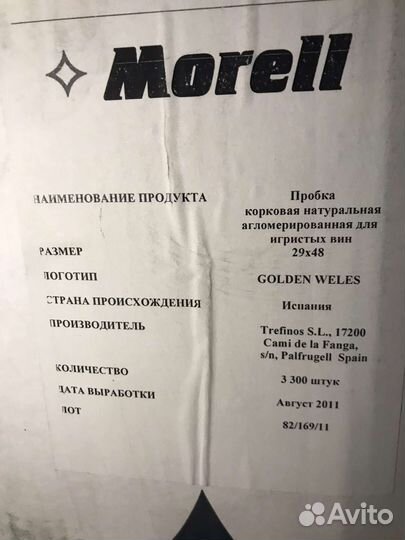 Morell
НАИМЕНОВАНИЕ ПРОДУКТА Пробка
корковая натуральная
агломерированная для
игристых вин
РАЗМЕР 29х48
ЛОГОТИП GOLDEN WELES
СТРАНА ПРОИСХОЖДЕНИЯ Испания
ПРОИЗВОДИТЕЛЬ Trefinos S.L., 17200
Cami de la Fanga,
s/n, Palfrugell Spain
КОЛИЧЕСТВО 3 300 штук
ДАТА ВЫРАБОТКИ Август 2011
ЛОТ 82/169/11
Avito